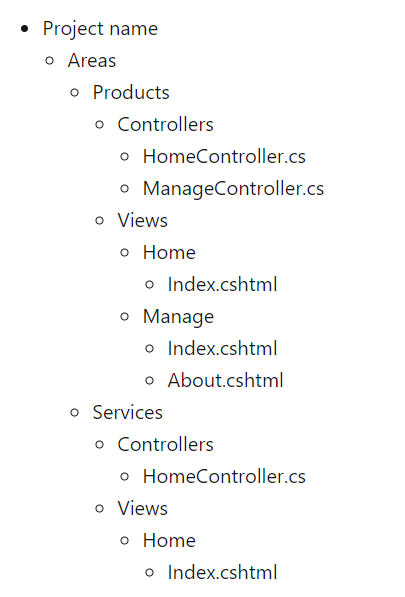 Project name
Areas
Products
Controllers
HomeController.cs
ManageController.cs
Views
Home
Index.cshtml
Manage
Index.cshtml
About.cshtml
Services
Controllers
HomeController.cs
Views
Home
Index.cshtml